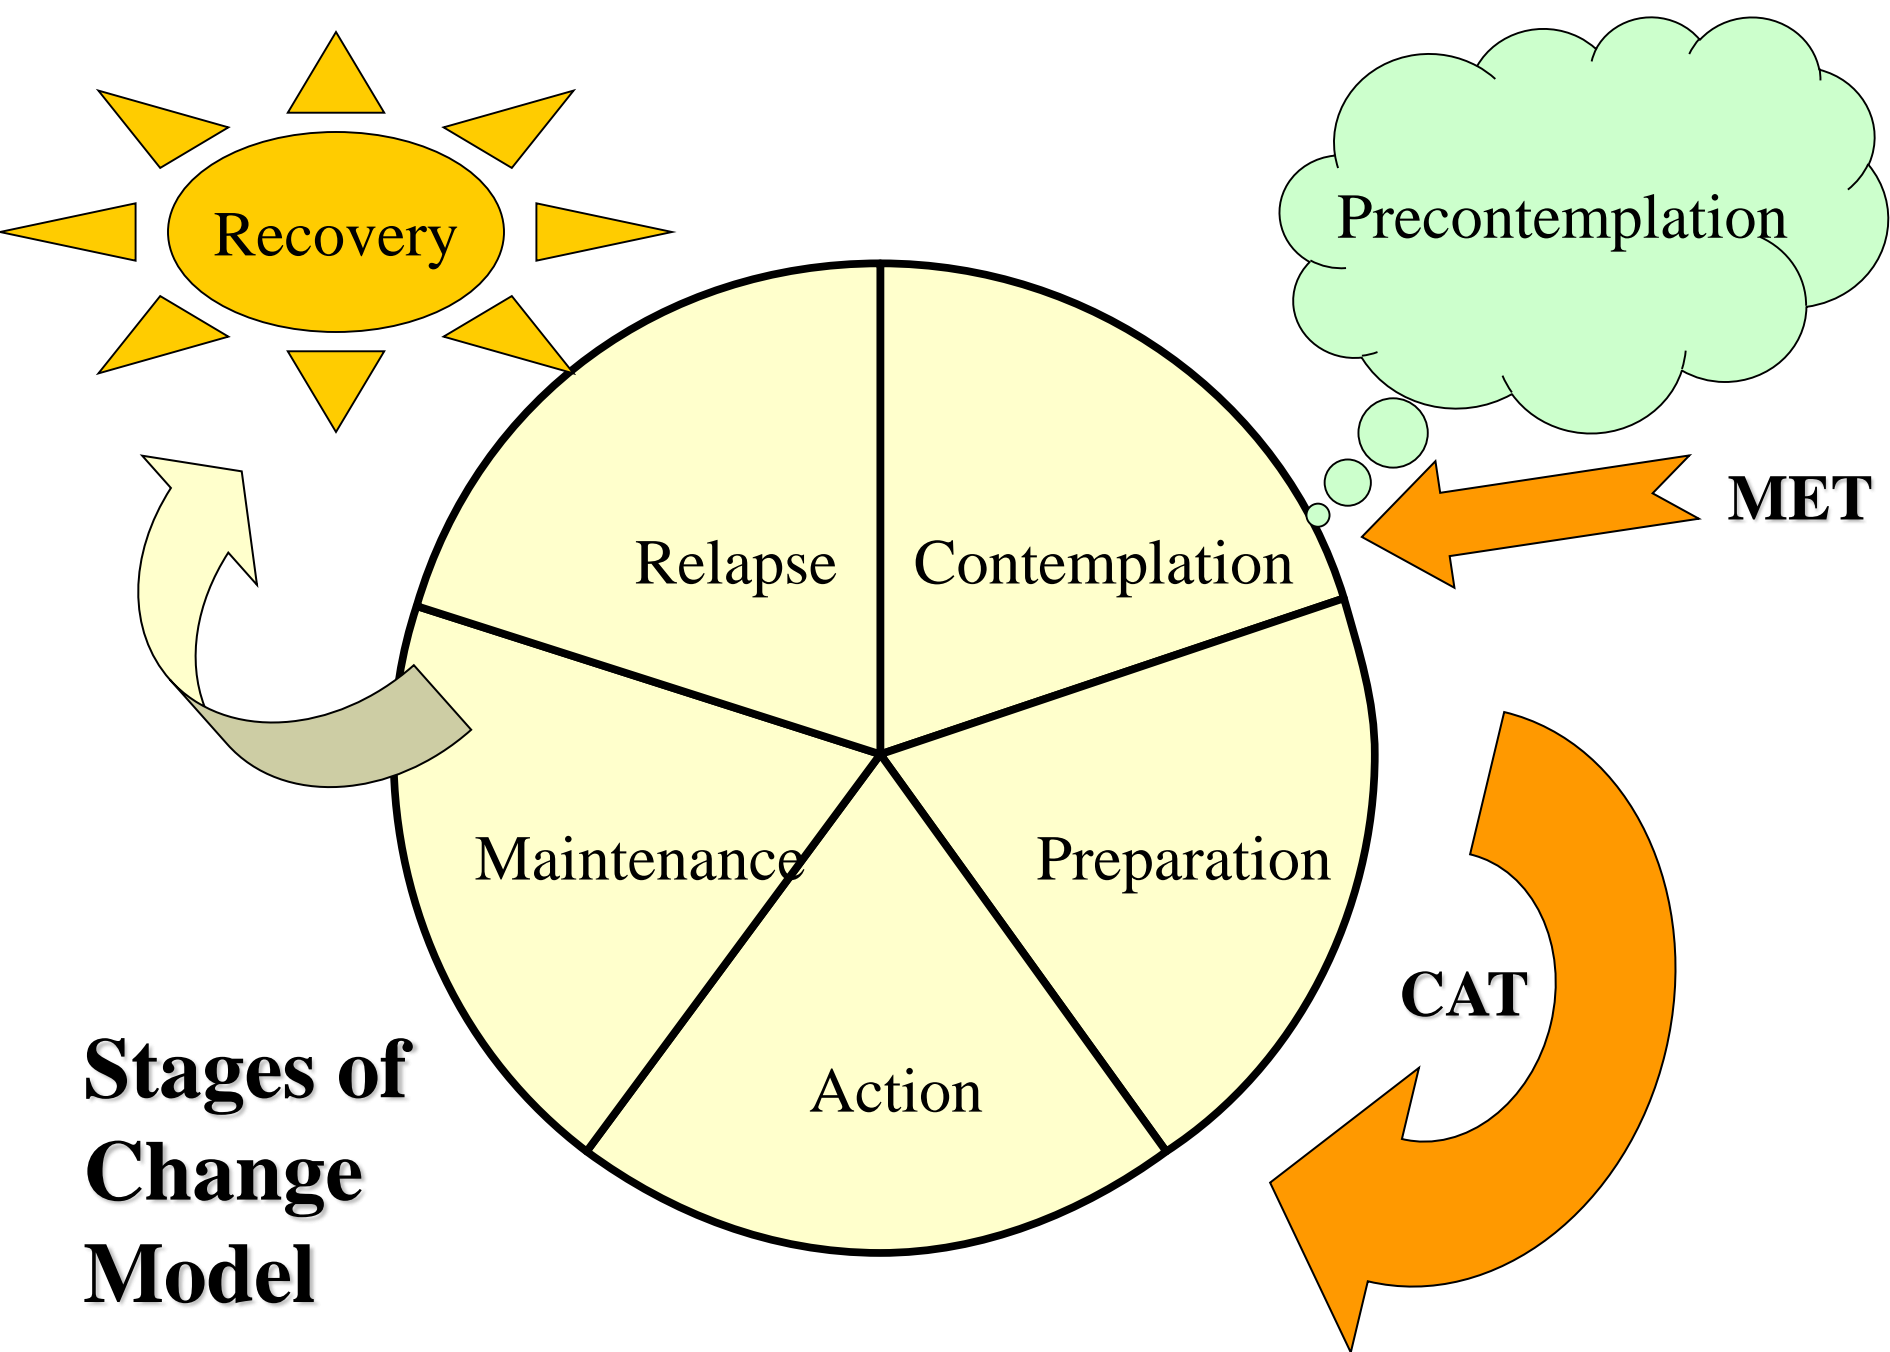 Recovery
Precontemplation
MET
Relapse
Contemplation
Maintenance
Preparation
CAT
Action
Stages of
Change
Model